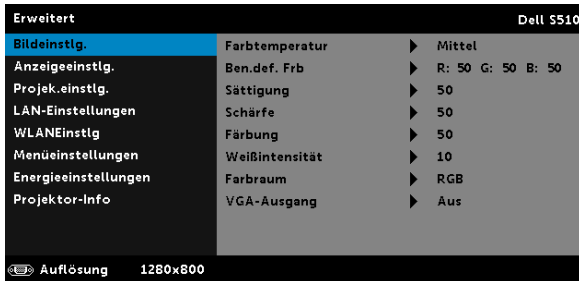 Erweitert Dell S510
Bildeinstlg. Farbtemperatur Mittel
Anzeigeeinstlg. Ben.def. Frb R: 50 G: 50 B: 50
Projek.einstlg. Sättigung 50
LAN-Einstellungen Schärfe 50
WLANEinstlg Färbung 50
Menüeinstellungen Weißintensität 10
Energieeinstellungen Farbraum RGB
Projektor-Info VGA-Ausgang Aus
Auflösung 1280x800